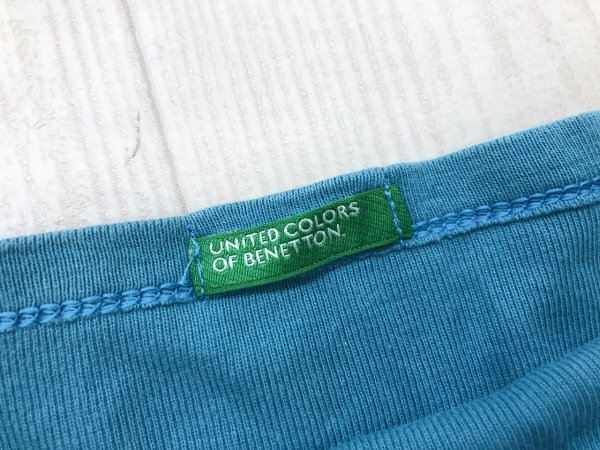 UNITED COLORS
OF BENETTON.